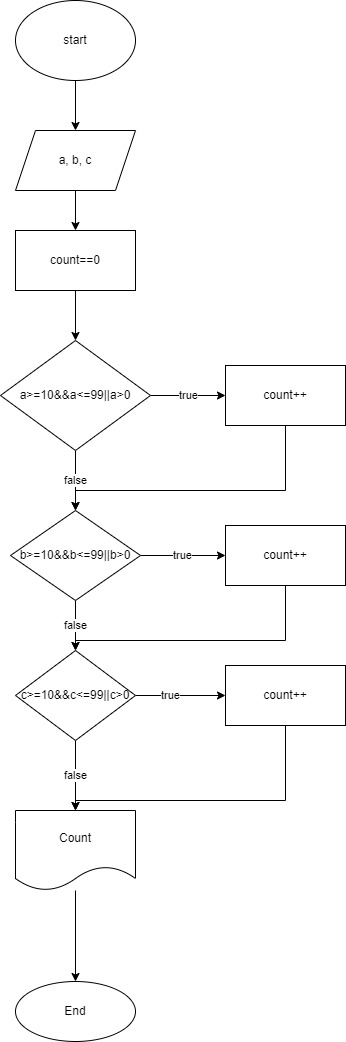 start
a, b, c
count==0
a>=10&&a<=99||a>0
true
count++
false
b>=10&&b<=99||b>0
true
count++
false
c>=10&&c<=99||c>0
true
count++
false
Count
End